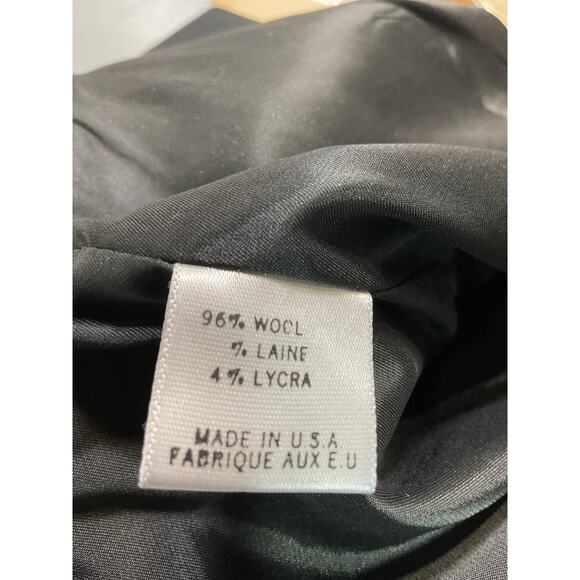 96% WOOL
% LAINE
4% LYCRA
MADE IN U.S.A
FABRIQUE AUX E.U